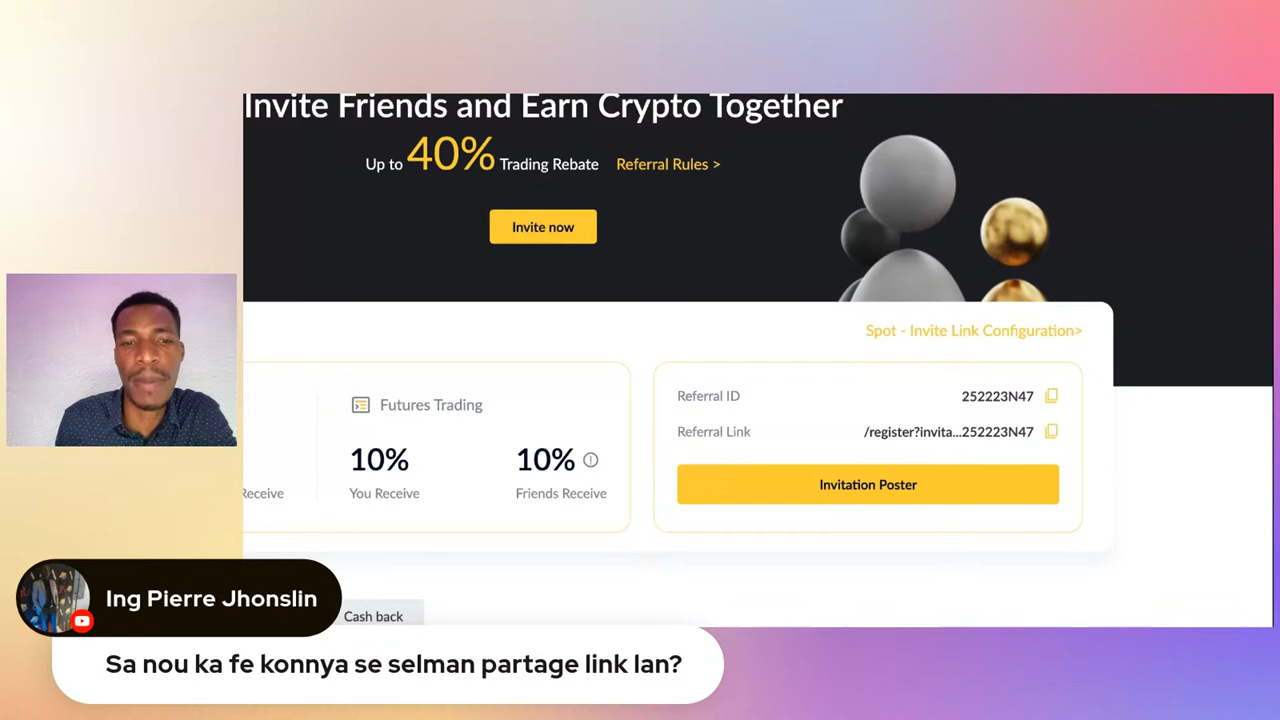 Invite Friends and Earn Crypto Together
Up to 40% Trading Rebate Referral Rules >
Invite now
Spot - Invite Link Configuration>
Futures Trading
10% 10%
Receive You Receive Friends Receive
Referral ID 252223N47
Referral Link /register?invita...252223N47
Invitation Poster
Cash back
Ing Pierre Jhonslin
Sa nou ka fe konnya se selman partage link lan?